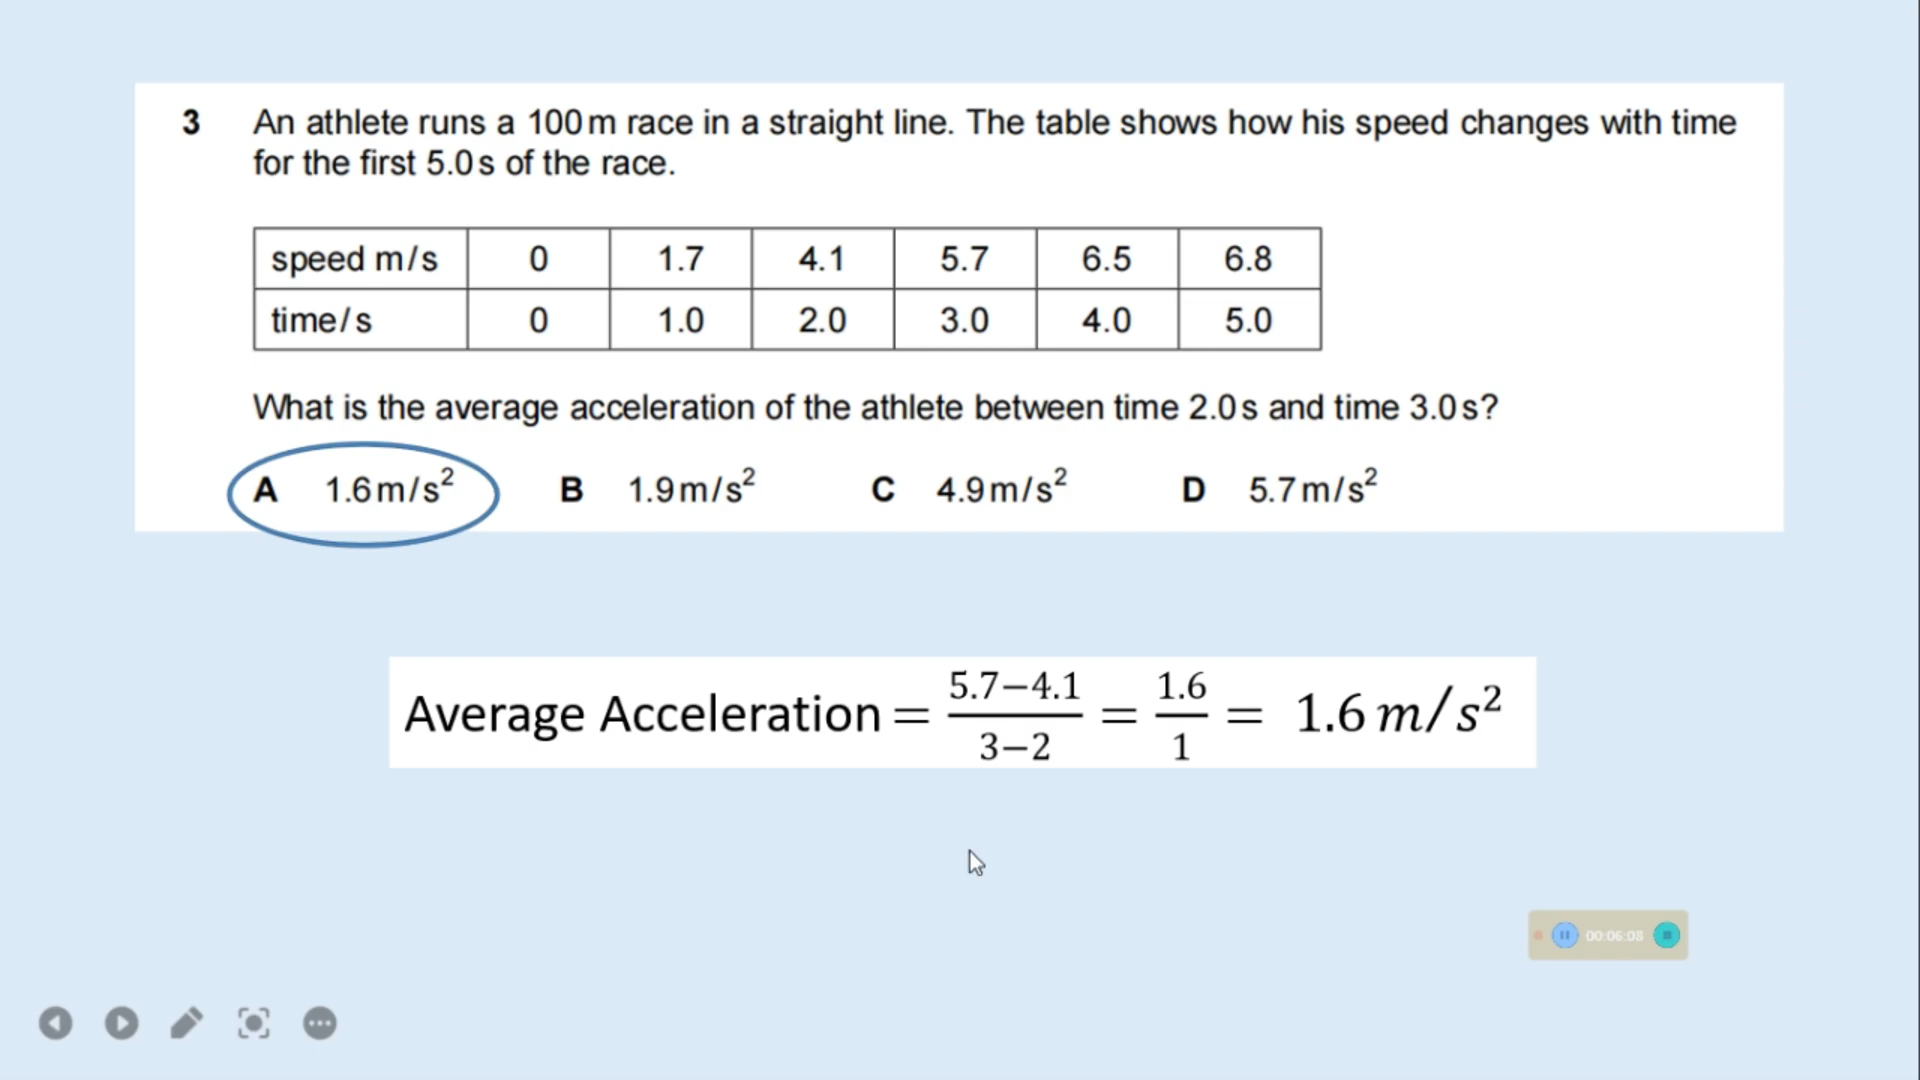 3 An athlete runs a 100 m race in a straight line. The table shows how his speed changes with time
for the first 5.0 s of the race.
speed m/s 0 1.7 4.1 5.7 6.5 6.8
time/s 0 1.0 2.0 3.0 4.0 5.0
What is the average acceleration of the athlete between time 2.0 s and time 3.0 s?
A 1.6 m/s² B 1.9 m/s² C 4.9 m/s² D 5.7 m/s²
Average Acceleration = 5.7−4.1 / 3−2 = 1.6 / 1 = 1.6 m/s²
00:06:08